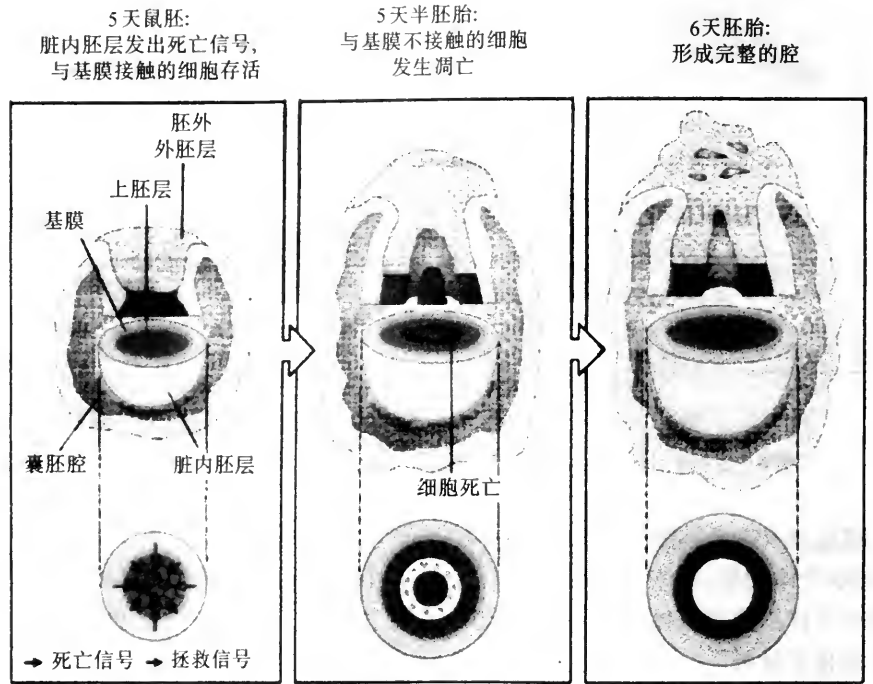 5天鼠胚:
脏内胚层发出死亡信号,
与基膜接触的细胞存活
5天半胚胎:
与基膜不接触的细胞
发生凋亡
6天胚胎:
形成完整的腔
胚外
外胚层
上胚层
基膜
囊胚腔
脏内胚层
细胞死亡
→ 死亡信号 → 拯救信号